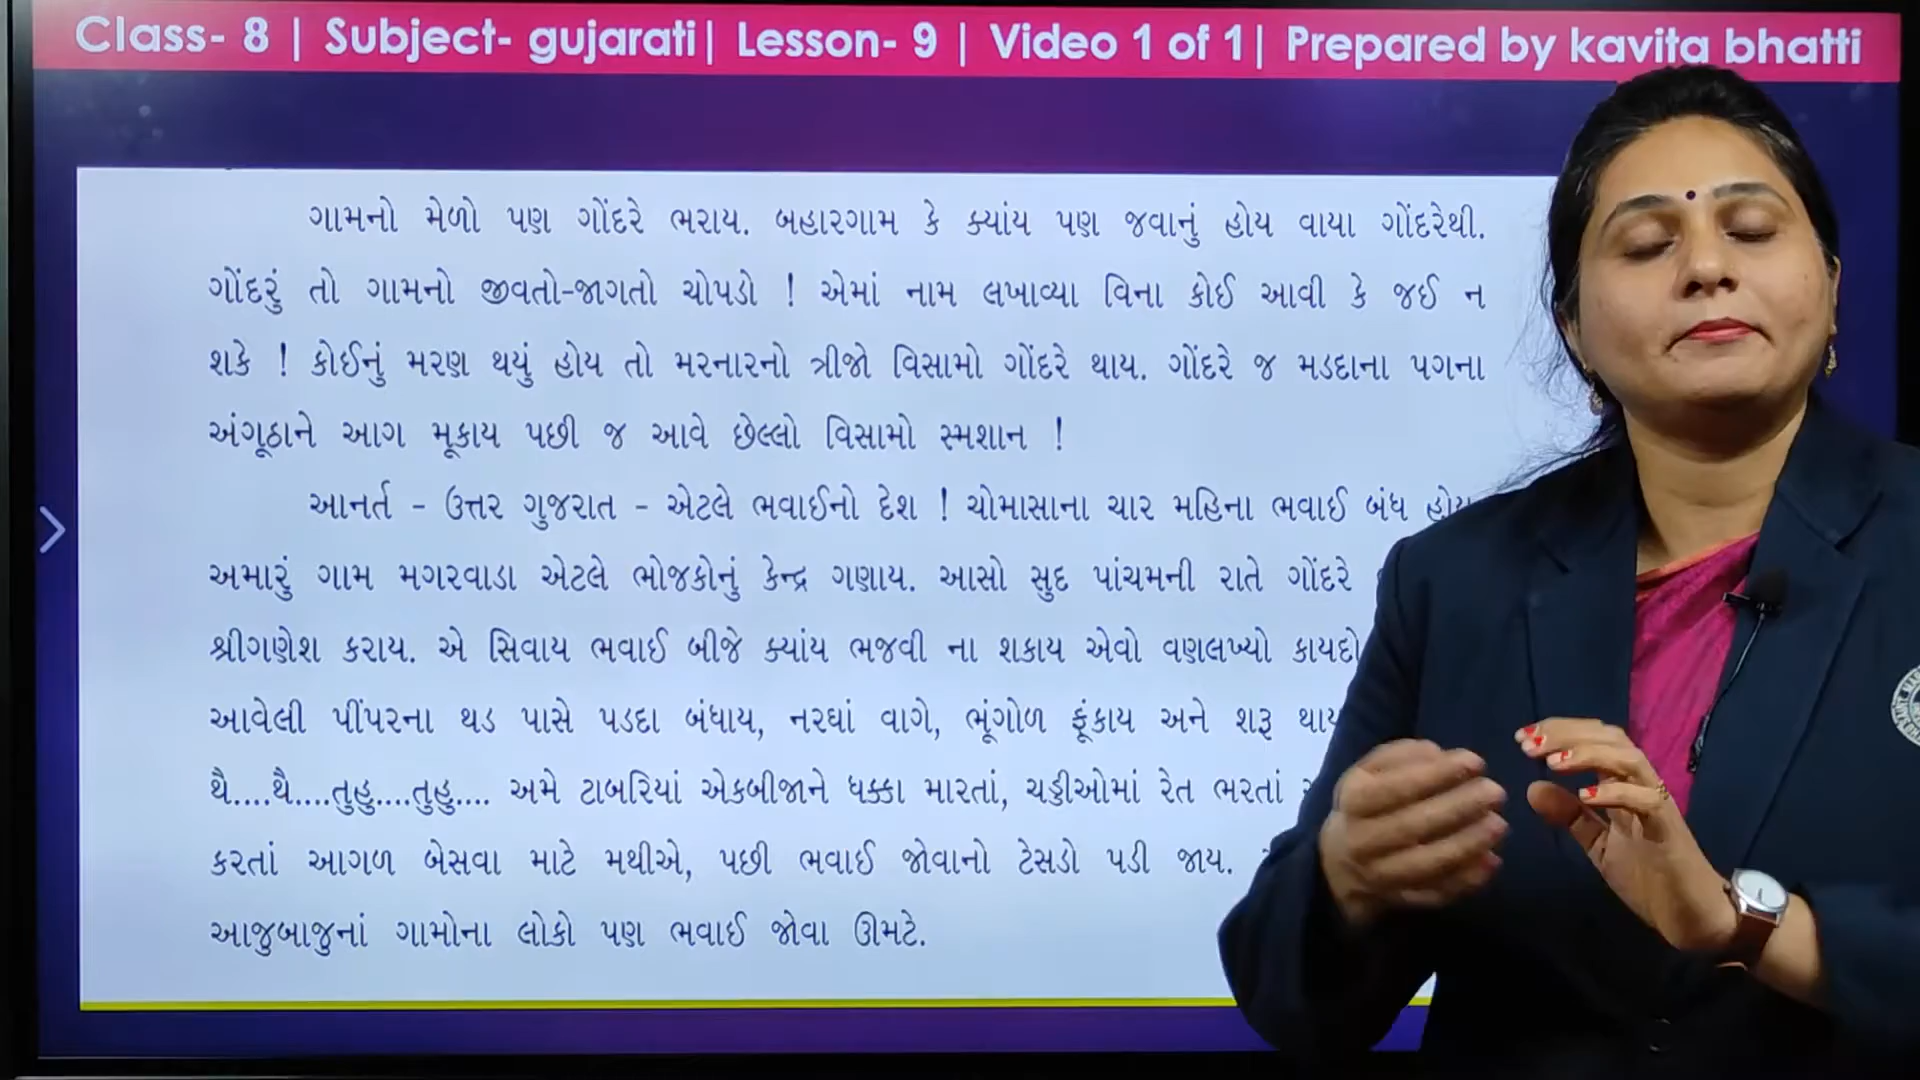 Class- 8 | Subject- gujarati| Lesson- 9 | Video 1 of 1| Prepared by kavita bhatti
ગામનો મેળો પણ ગોંદરે ભરાય. બહારગામ કે ક્યાંય પણ જવાનું હોય વાયા ગોંદરેથી.
ગોંદરું તો ગામનો જીવતો-જાગતો ચોપડો ! એમાં નામ લખાવ્યા વિના કોઈ આવી કે જઈ ન
શકે ! કોઈનું મરણ થયું હોય તો મરનારનો ત્રીજો વિસામો ગોંદરે થાય. ગોંદરે જ મડદાના પગના
અંગૂઠાને આગ મૂકાય પછી જ આવે છેલ્લો વિસામો સ્મશાન !
આનર્ત - ઉત્તર ગુજરાત - એટલે ભવાઈનો દેશ ! ચોમાસાના ચાર મહિના ભવાઈ બંધ હોય
અમારું ગામ મગરવાડા એટલે ભોજકોનું કેન્દ્ર ગણાય. આસો સુદ પાંચમની રાતે ગોંદરે
શ્રીગણેશ કરાય. એ સિવાય ભવાઈ બીજે ક્યાંય ભજવી ના શકાય એવો વણલખ્યો કાયદો
આવેલી પીંપરના થડ પાસે પડદા બંધાય, નરઘાં વાગે, ભૂંગોળ ફૂંકાય અને શરૂ થાય
થૈ....થૈ....તુહુ....તુહુ.... અમે ટાબરિયાં એકબીજાને ધક્કા મારતાં, ચડ્ડીઓમાં રેત ભરતાં
કરતાં આગળ બેસવા માટે મથીએ, પછી ભવાઈ જોવાનો ટેસડો પડી જાય.
આજુબાજુનાં ગામોના લોકો પણ ભવાઈ જોવા ઊમટે.